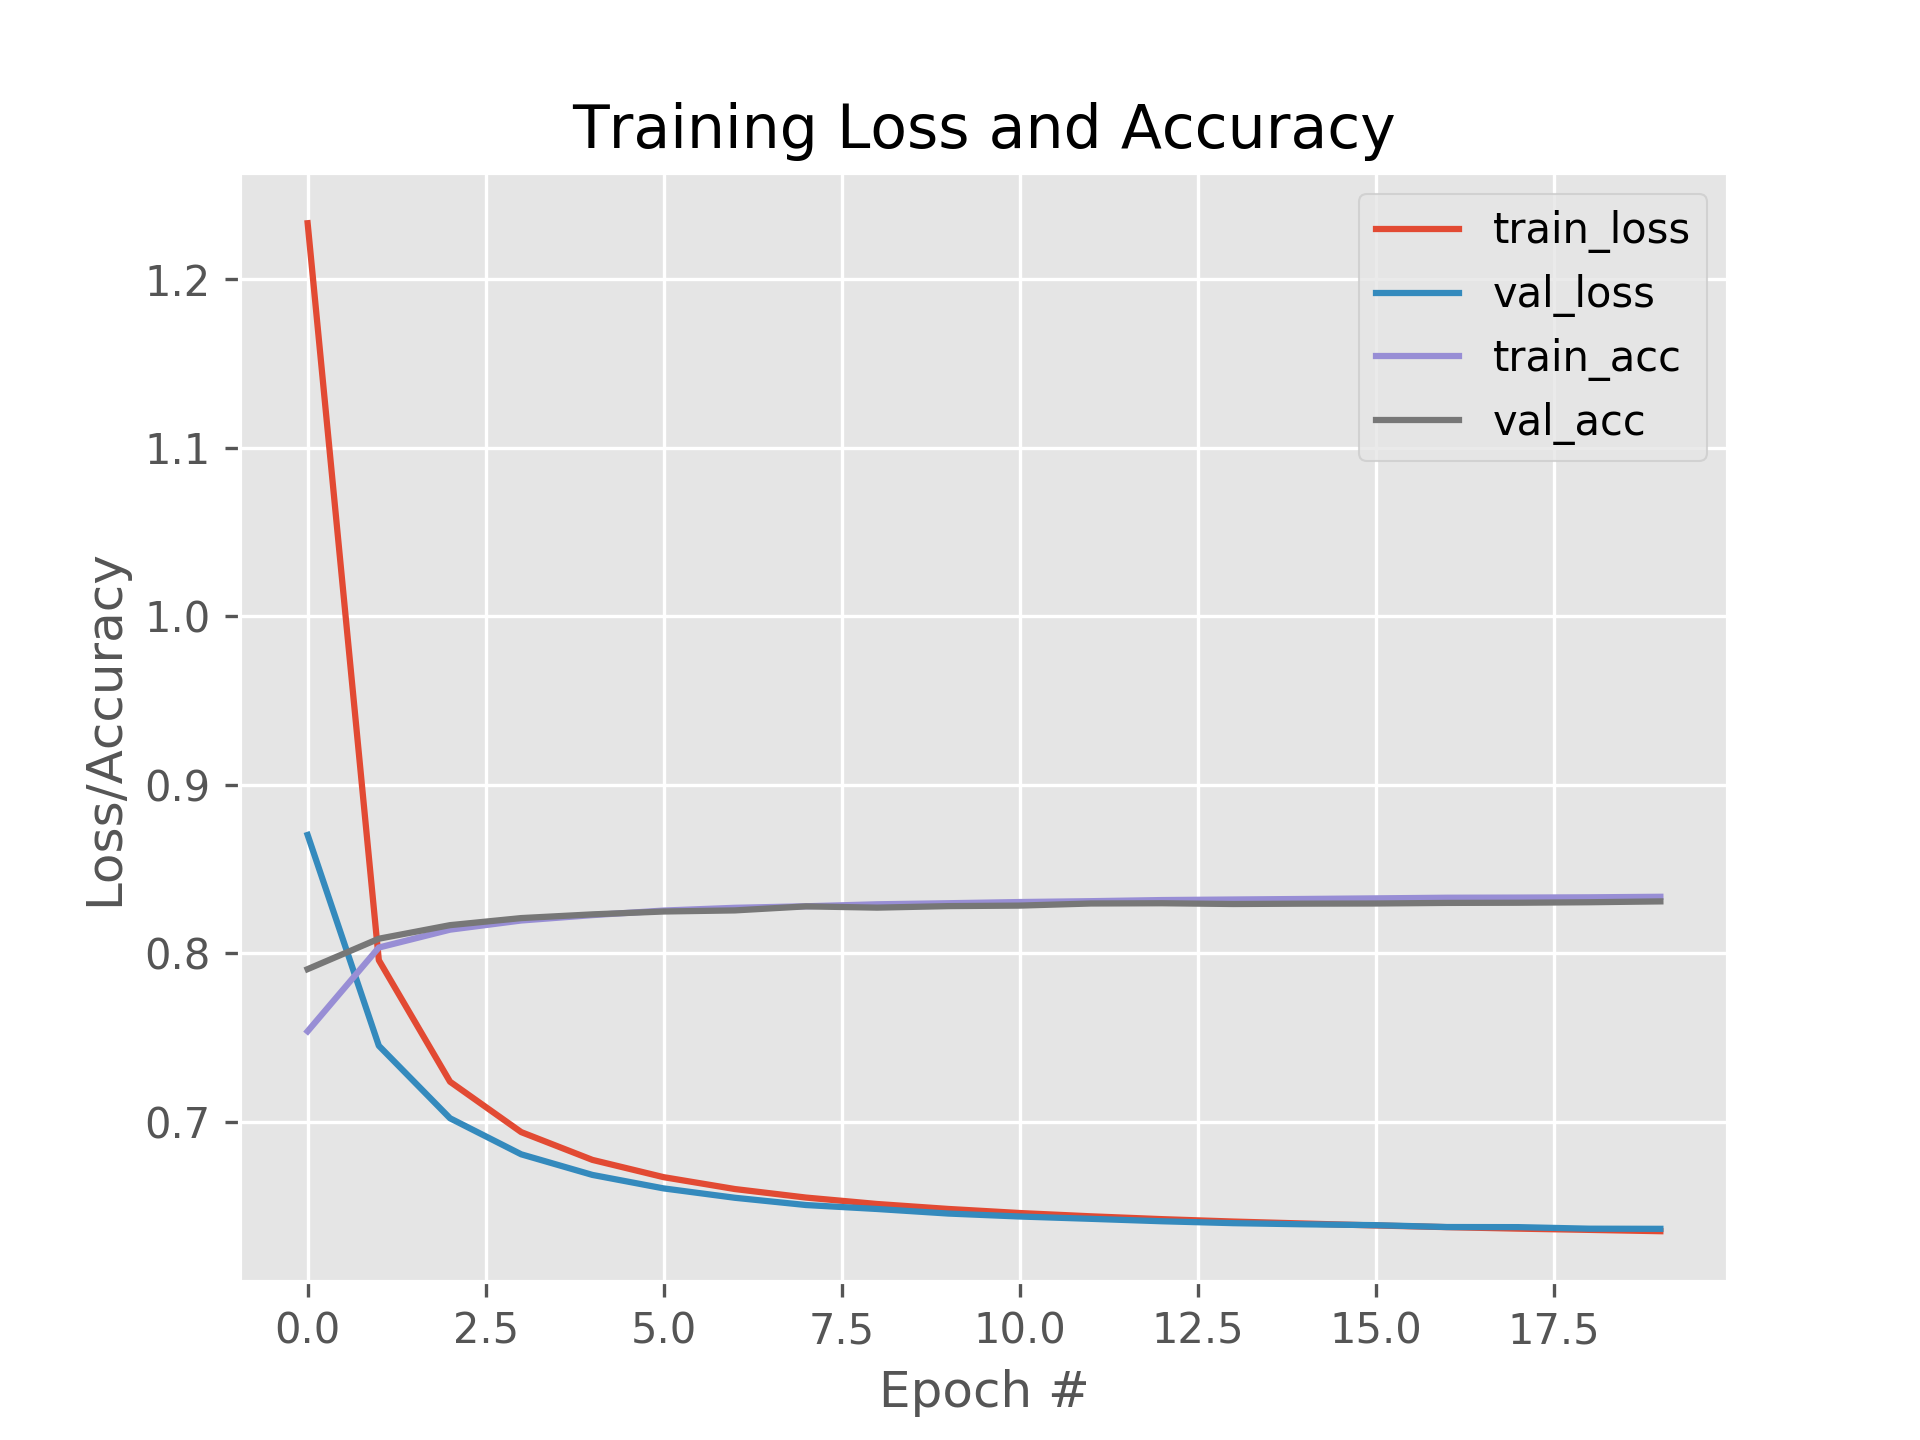 Training Loss and Accuracy
train_loss
val_loss
train_acc
val_acc
Loss/Accuracy
1.2
1.1
1.0
0.9
0.8
0.7
0.0 2.5 5.0 7.5 10.0 12.5 15.0 17.5
Epoch #